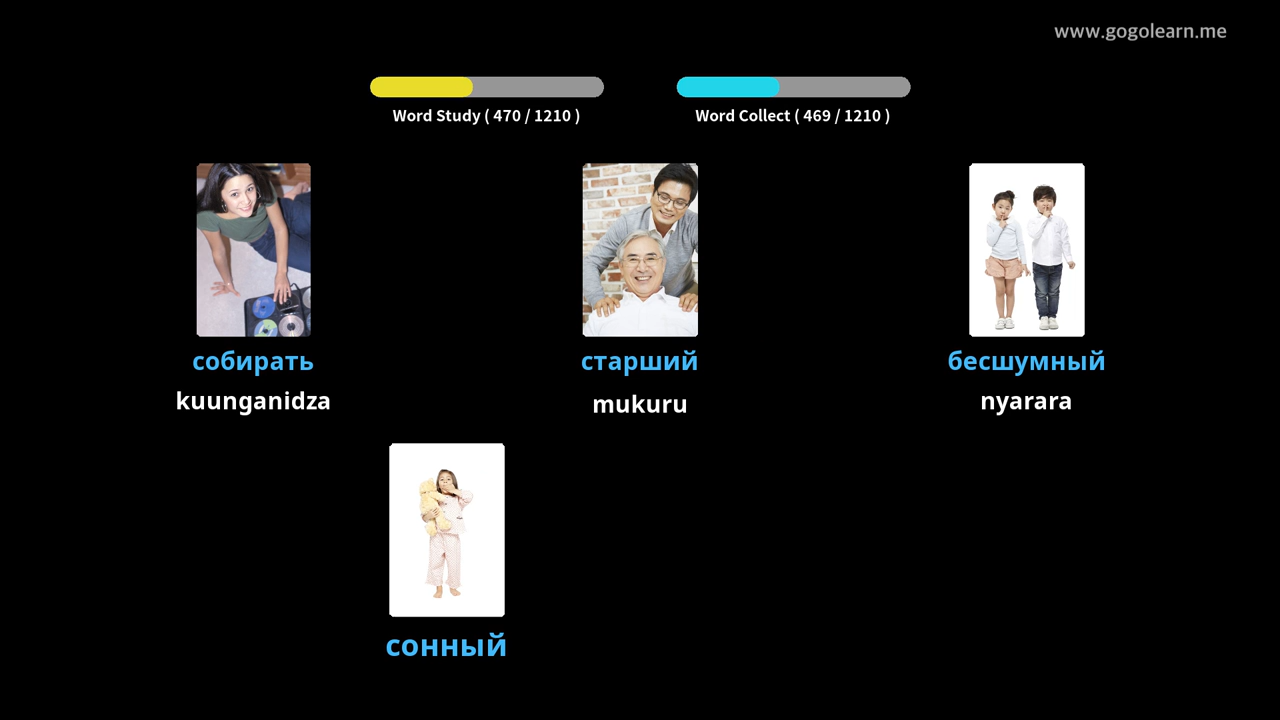 www.gogolearn.me
Word Study ( 470 / 1210 )
Word Collect ( 469 / 1210 )
собирать
kuunganidza
старший
mukuru
бесшумный
nyarara
сонный